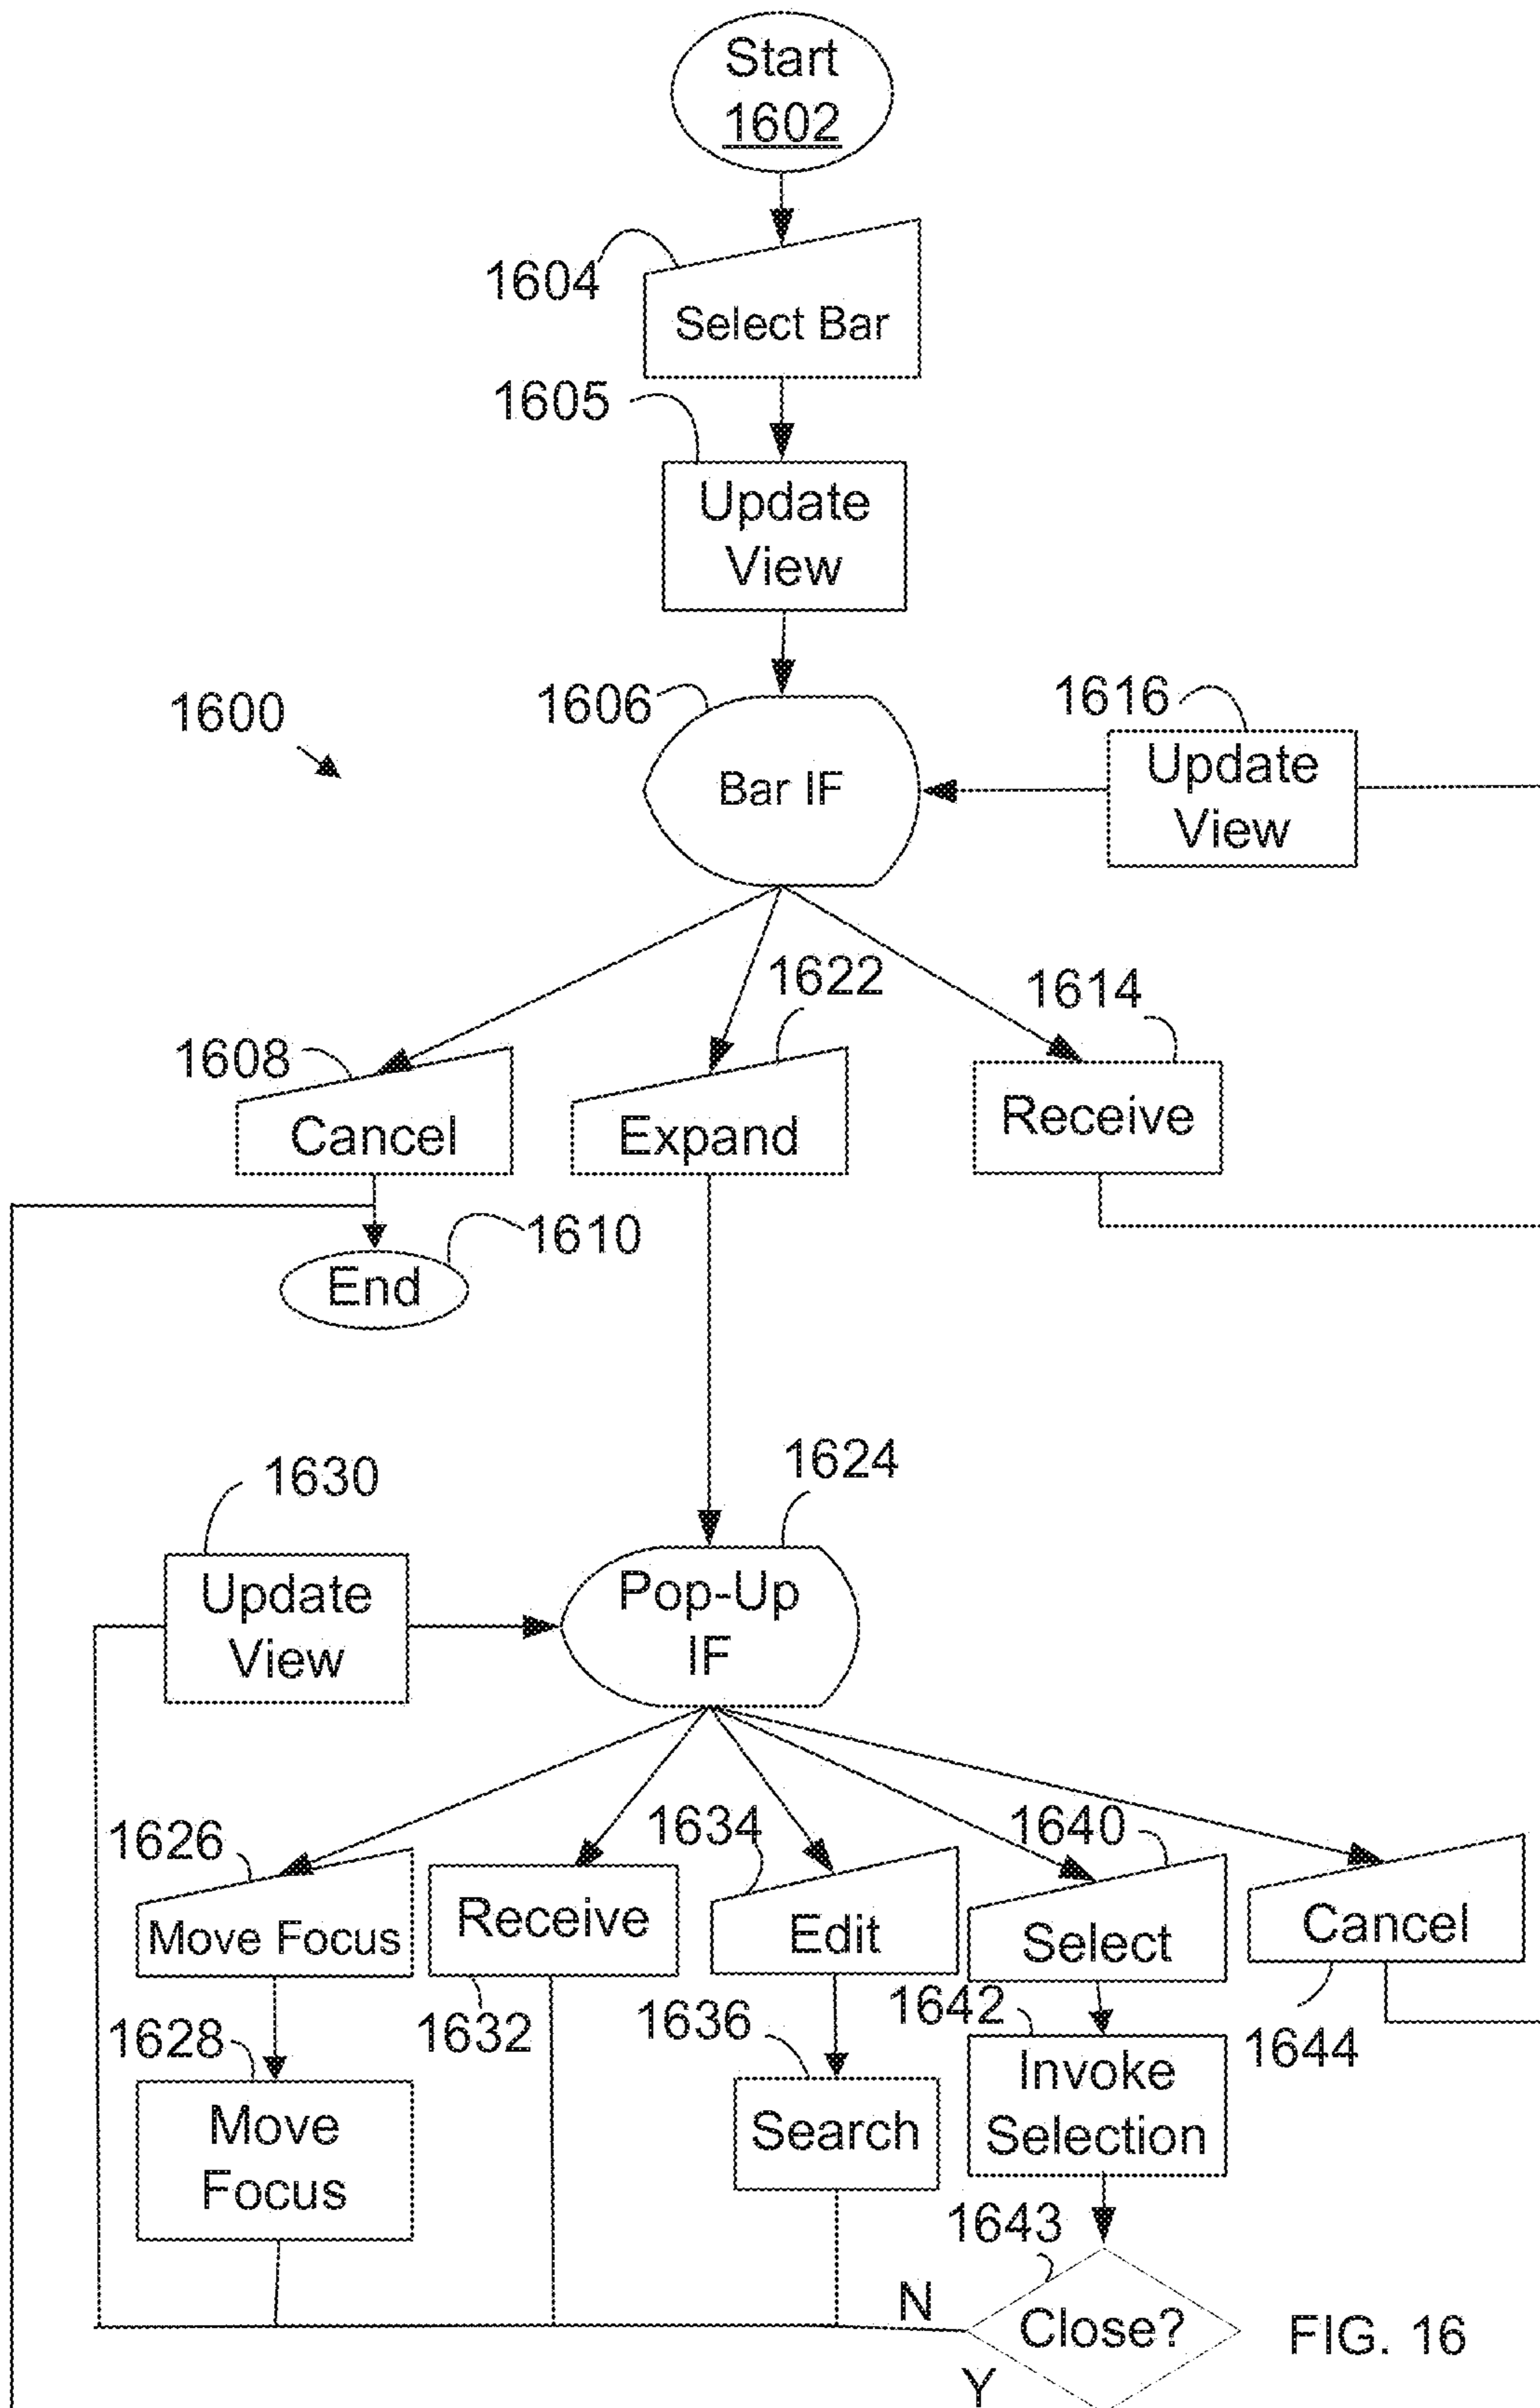 Start
1602
1604
Select Bar
1605
Update
View
1600
1606
Bar IF
1616
Update
View
1622
1614
1608
Cancel
Expand
Receive
1610
End
1630
Update
View
1624
Pop-Up
IF
1626
Move Focus
Receive
1634
Edit
1640
Select
Cancel
1628
Move
Focus
1632
1636
Search
1642
Invoke
Selection
1644
1643
N
Close?
Y
FIG. 16